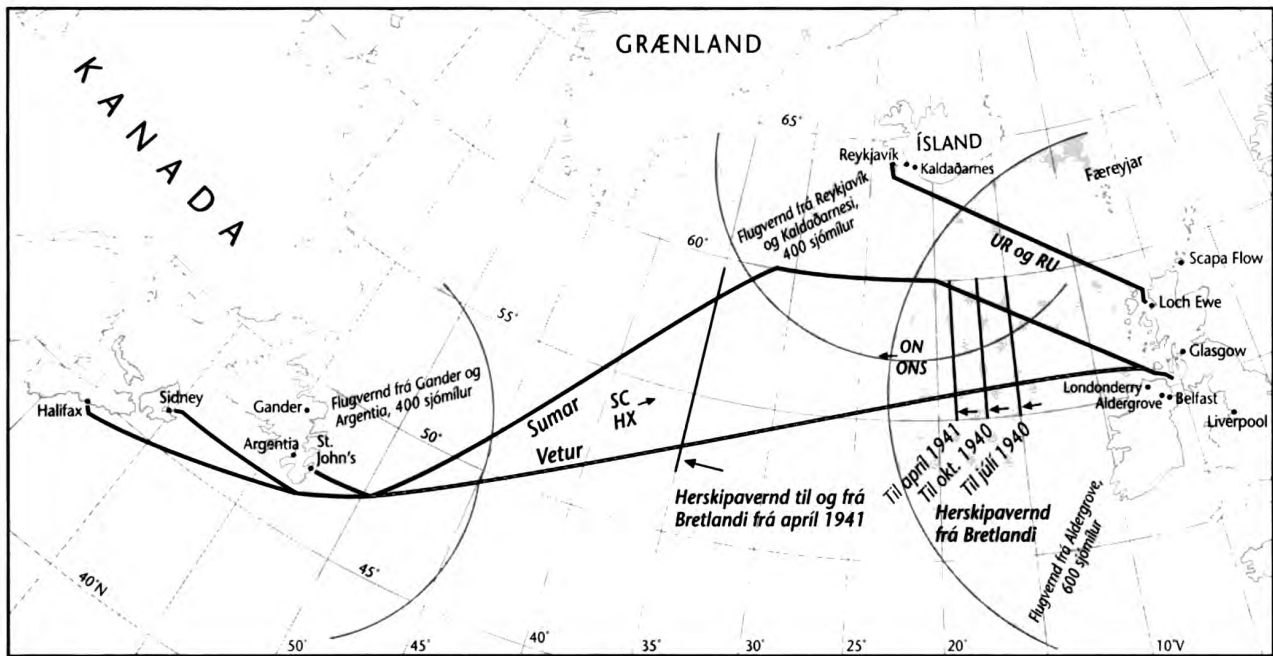 GRÆNLAND
KANADA
65°
ÍSLAND
Reykjavík
Kaldaðarnes
Færeyjar
Flugvernd frá Reykjavík
og Kaldaðarnesi,
400 sjómílur
60°
UR og RU
Scapa Flow
Loch Ewe
55°
ON
ONS
Glasgow
Flugvernd frá Gander og
Argentia, 400 sjómílur
Halifax
Sidney
Gander
Argentia
St.
John's
50°
Sumar
SC
HX
Vetur
Londonderry
Aldergrove
Belfast
Liverpool
Til apríl 1941
Til okt. 1940
Til júlí 1940
Herskipavernd til og frá
Bretlandi frá apríl 1941
Herskipavernd
frá Bretlandi
Flugvernd frá Aldergrove,
600 sjómílur
45°
40°N
50°
45°
40°
35°
30°
25°
20°
15°
10°V